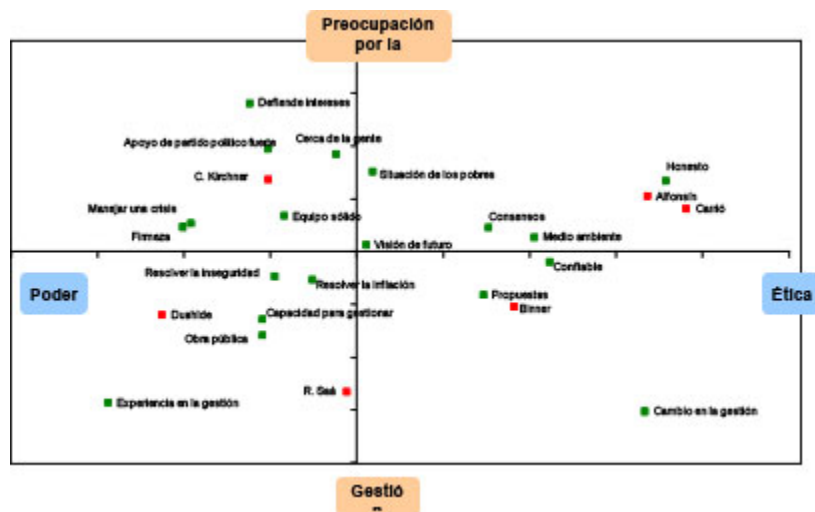 Preocupación
por la
Defiende intereses
Apoyo de partido político fuerte
Cerca de la gente
C. Kirchner
Situación de los pobres
Honesto
Alfonsín
Carrió
Manejar una crisis
Firmeza
Equipo sólido
Consensos
Medio ambiente
Visión de futuro
Confiable
Resolver la inseguridad
Resolver la inflación
Poder
Ética
Propuestas
Binner
Duahlde
Capacidad para gestionar
Obra pública
R. Saá
Experiencia en la gestión
Cambio en la gestión
Gestió